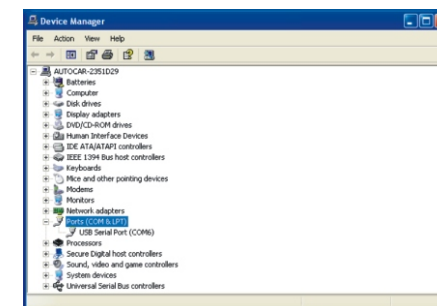 Device Manager
File Action View Help
AUTOCAR-2351D29
Batteries
Computer
Disk drives
Display adapters
DVD/CD-ROM drives
Human Interface Devices
IDE ATA/ATAPI controllers
IEEE 1394 Bus host controllers
Keyboards
Mice and other pointing devices
Modems
Monitors
Network adapters
Ports (COM & LPT)
USB Serial Port (COM6)
Processors
Secure Digital host controllers
Sound, video and game controllers
System devices
Universal Serial Bus controllers